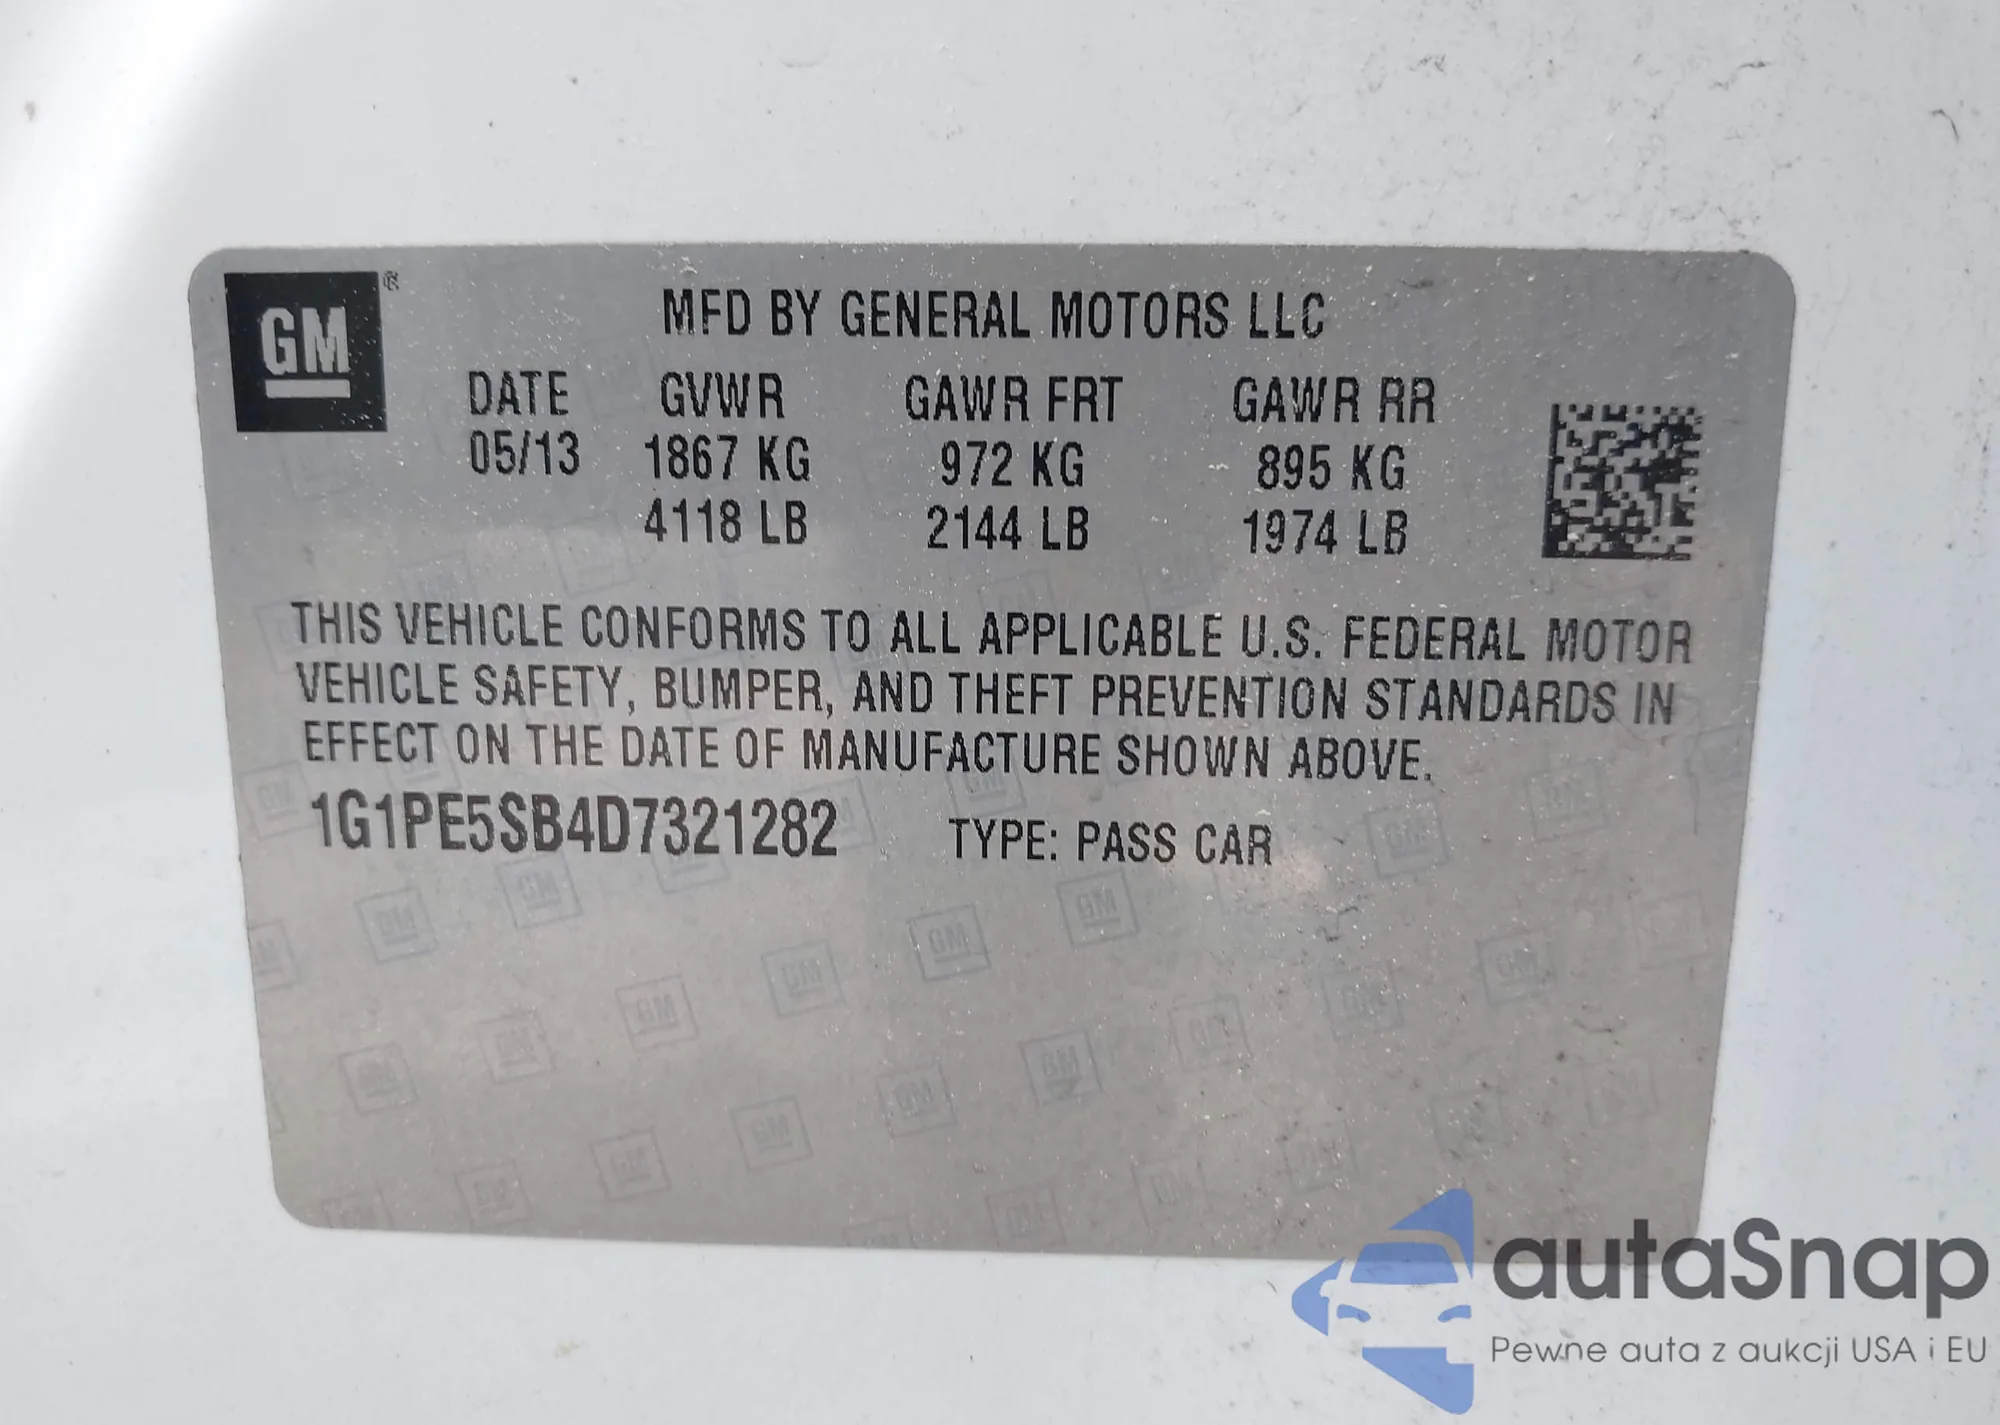 GM ®
MFD BY GENERAL MOTORS LLC
DATE GVWR GAWR FRT GAWR RR
05/13 1867 KG 972 KG 895 KG
4118 LB 2144 LB 1974 LB
THIS VEHICLE CONFORMS TO ALL APPLICABLE U.S. FEDERAL MOTOR
VEHICLE SAFETY, BUMPER, AND THEFT PREVENTION STANDARDS IN
EFFECT ON THE DATE OF MANUFACTURE SHOWN ABOVE.
1G1PE5SB4D7321282 TYPE: PASS CAR
autaSnap
Pewne auta z aukcji USA i EU